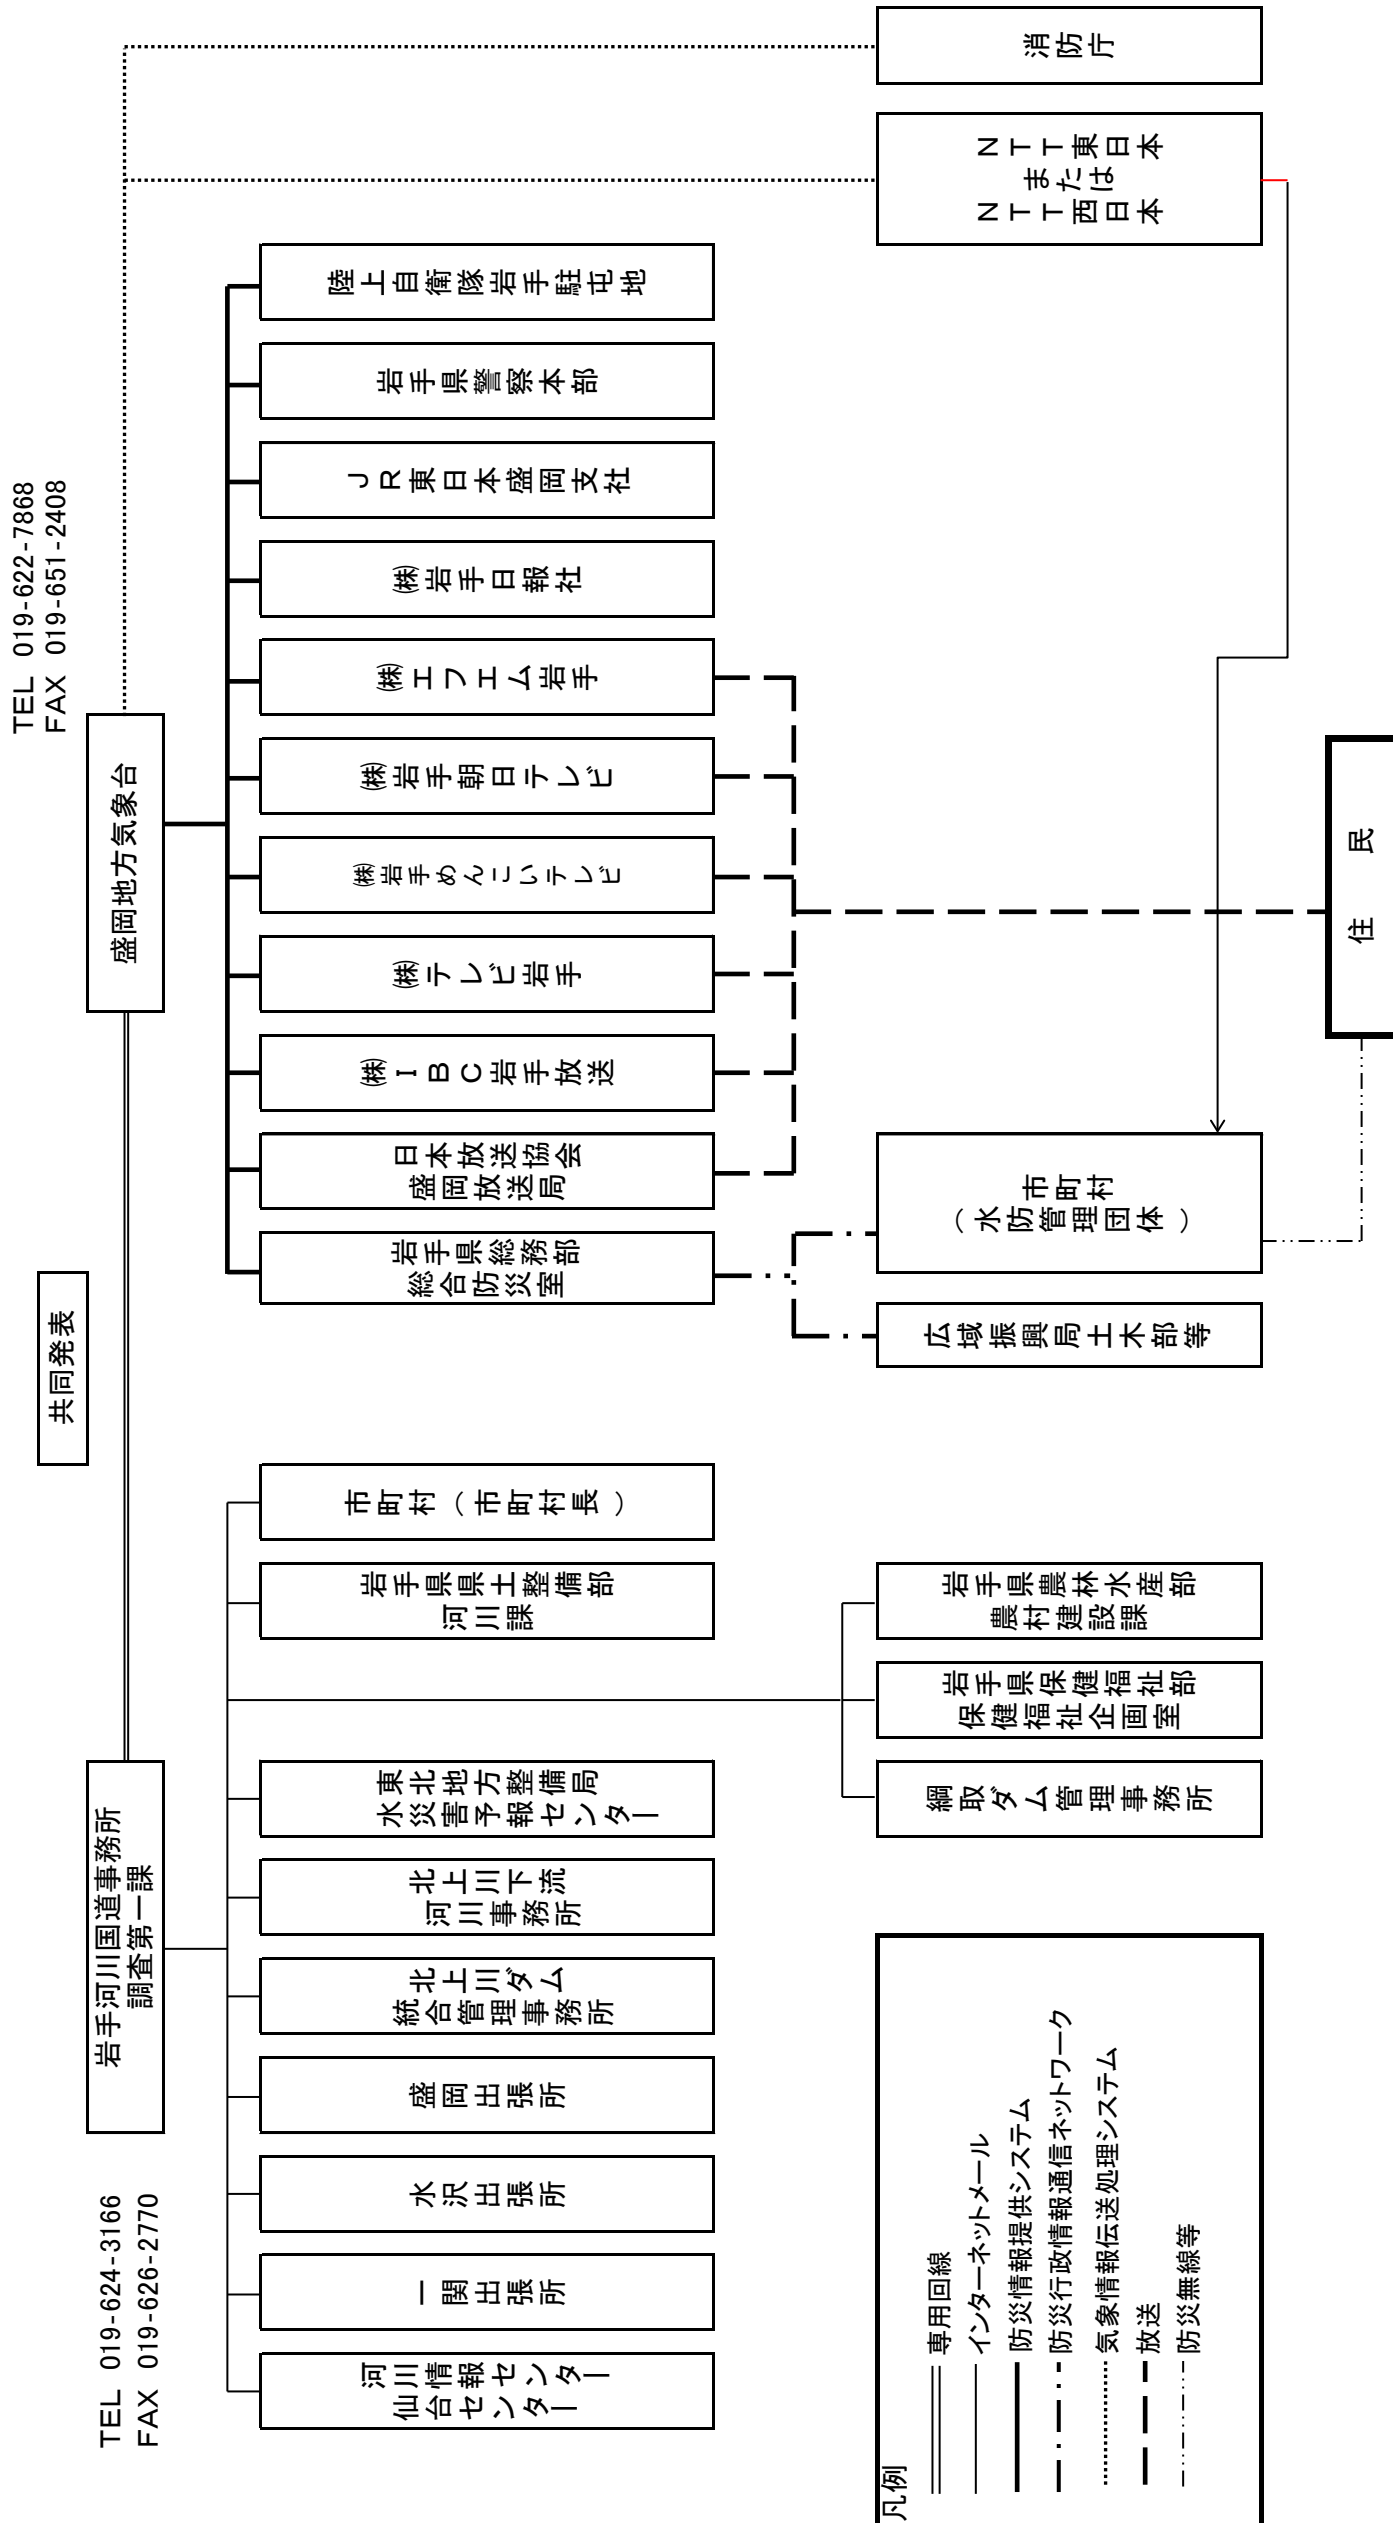 共同発表
岩手河川国道事務所
調査第一課
TEL 019-624-3166
FAX 019-626-2770
盛岡地方気象台
TEL 019-622-7868
FAX 019-651-2408
河川情報センター
仙台センター
一関出張所
水沢出張所
盛岡出張所
北上川ダム
統合管理事務所
北上川下流
河川事務所
東北地方整備局
水災害予報センター
岩手県県土整備部
河川課
市町村(市町村長)
岩手県総務部
総合防災室
日本放送協会
盛岡放送局
㈱IBC岩手放送
㈱テレビ岩手
㈱岩手めんこいテレビ
㈱岩手朝日テレビ
㈱エフエム岩手
㈱岩手日報社
JR東日本盛岡支社
岩手県警察本部
陸上自衛隊岩手駐屯地
綱取ダム管理事務所
岩手県保健福祉部
保健福祉企画室
岩手県農林水産部
農村建設課
広域振興局土木部等
市町村
(水防管理団体)
NTT東日本
または
NTT西日本
消防庁
住 民
凡例
専用回線
インターネットメール
防災情報提供システム
防災行政情報通信ネットワーク
気象情報伝送処理システム
放送
防災無線等